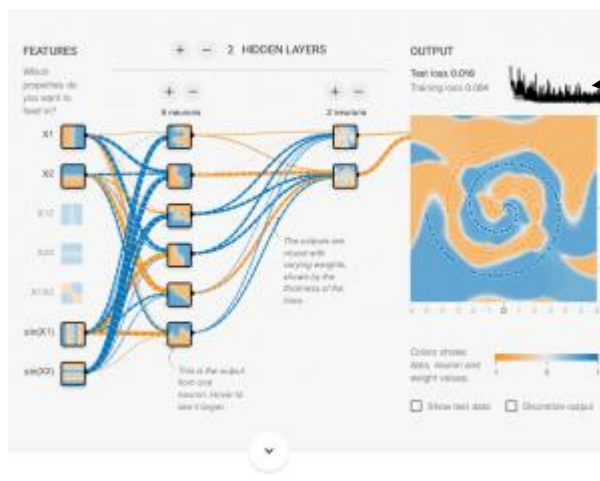 FEATURES
Which
properties do
you want to
feed in?
X1
X2
sin(X1)
sin(X2)
+ − 2 HIDDEN LAYERS
+ −
6 neurons
+ −
2 neurons
The outputs are
mixed with
varying weights,
shown by the
thickness of the
lines.
This is the output
from one
neuron. Hover to
see it larger.
OUTPUT
Test loss 0.016
Training loss
Colors shows
data, neuron and
weight values.
Show test data
Discretize output